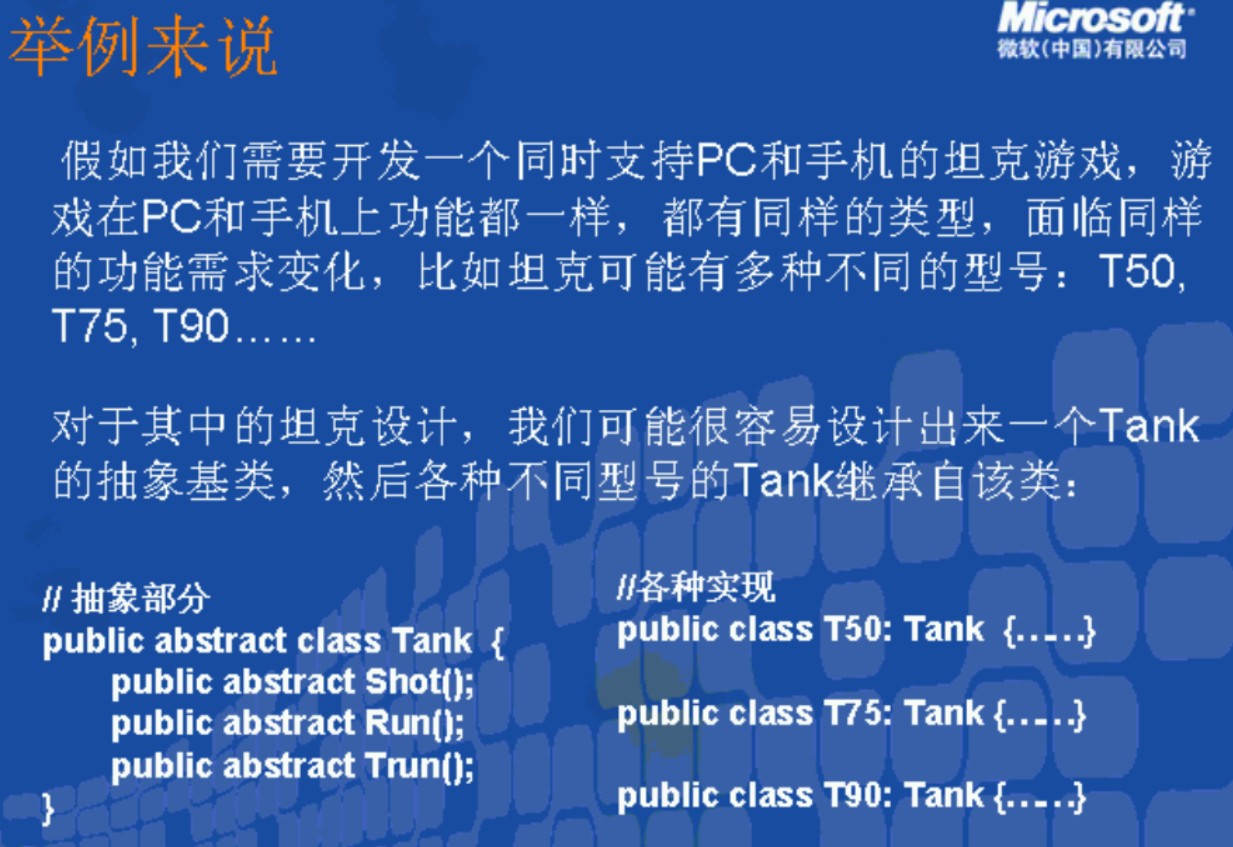 举例来说
Microsoft
微软(中国)有限公司
假如我们需要开发一个同时支持PC和手机的坦克游戏，游
戏在PC和手机上功能都一样，都有同样的类型，面临同样
的功能需求变化，比如坦克可能有多种不同的型号：T50,
T75, T90……
对于其中的坦克设计，我们可能很容易设计出来一个Tank
的抽象基类，然后各种不同型号的Tank继承自该类：
// 抽象部分
public abstract class Tank {
public abstract Shot();
public abstract Run();
public abstract Trun();
}
//各种实现
public class T50: Tank {……}
public class T75: Tank {……}
public class T90: Tank {……}